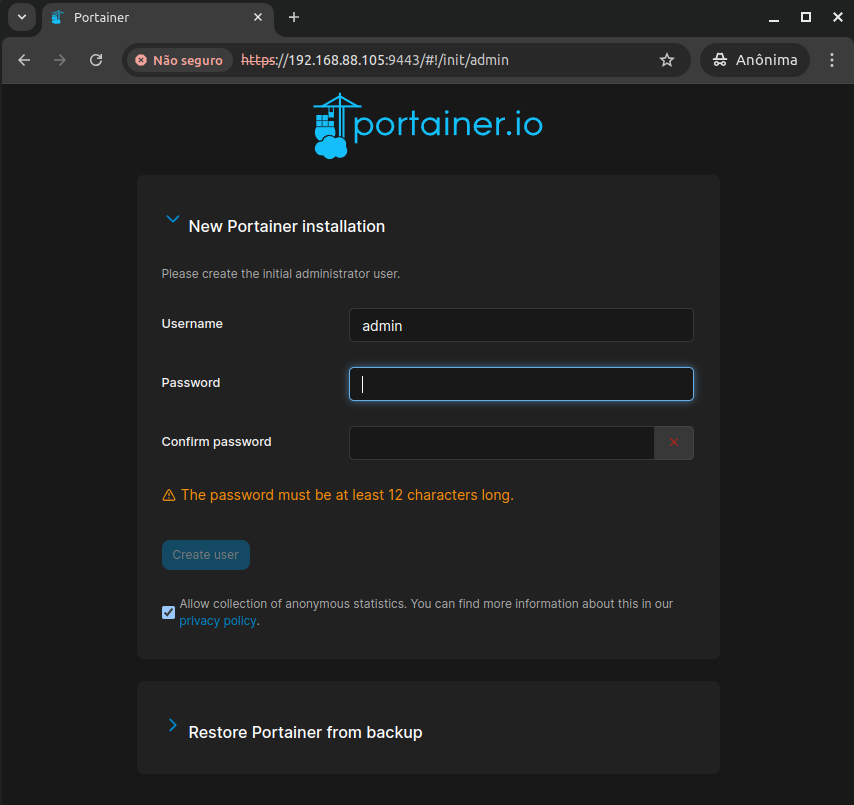 Portainer
Não seguro https://192.168.88.105:9443/#!/init/admin Anônima
portainer.io
New Portainer installation
Please create the initial administrator user.
Username admin
Password
Confirm password
The password must be at least 12 characters long.
Create user
Allow collection of anonymous statistics. You can find more information about this in our
privacy policy.
Restore Portainer from backup